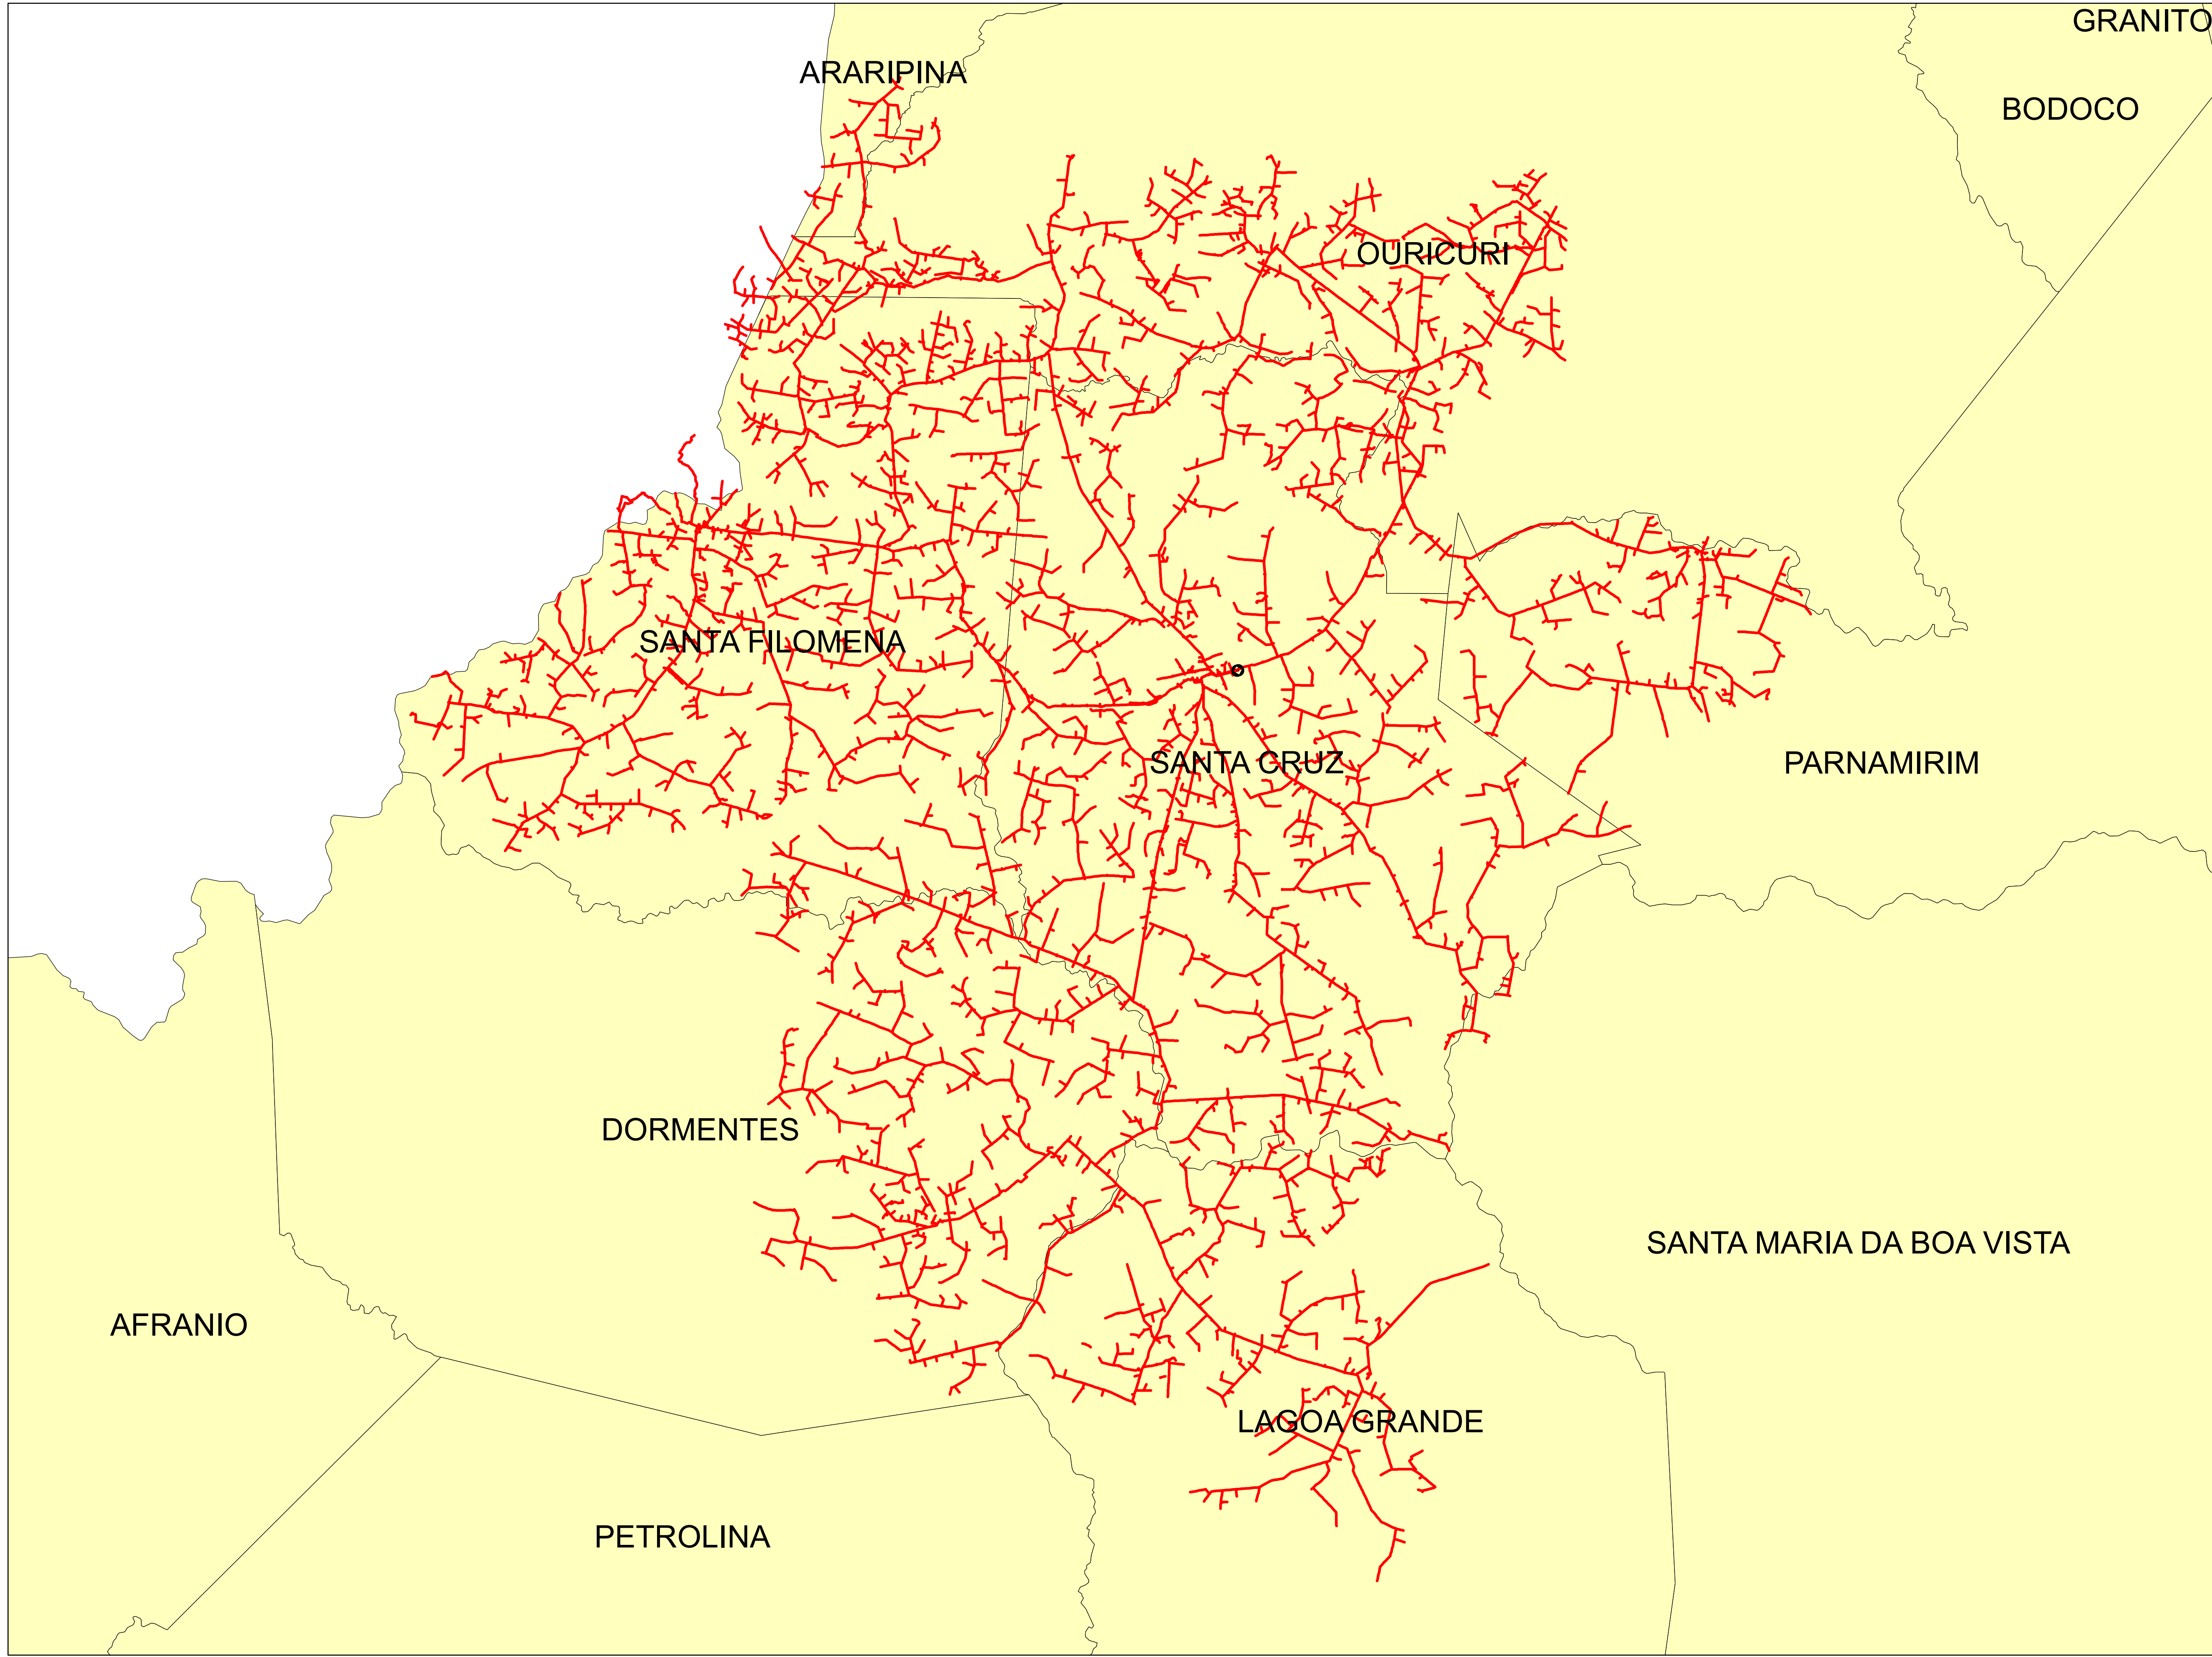 GRANITO
ARARIPINA
BODOCO
OURICURI
SANTA FILOMENA
SANTA CRUZ
PARNAMIRIM
DORMENTES
SANTA MARIA DA BOA VISTA
AFRANIO
LAGOA GRANDE
PETROLINA